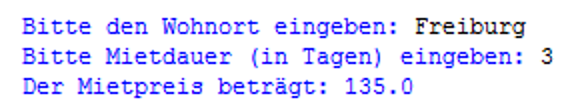 Bitte den Wohnort eingeben: Freiburg
Bitte Mietdauer (in Tagen) eingeben: 3
Der Mietpreis beträgt: 135.0